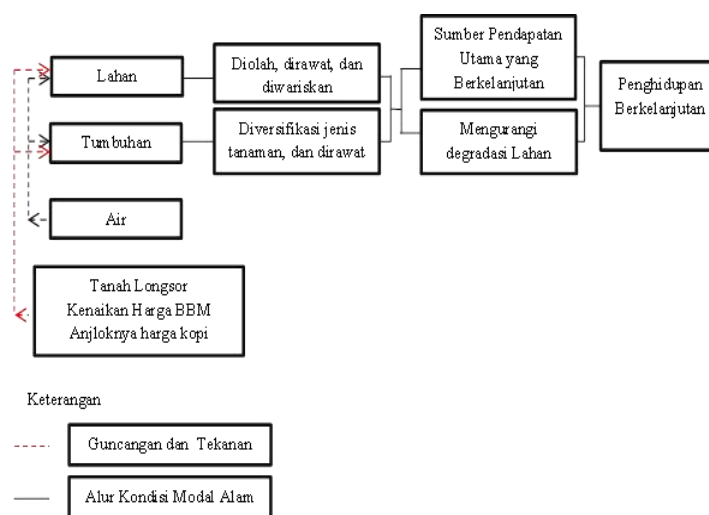 Lahan
Diolah, dirawat, dan
diwariskan
Sumber Pendapatan
Utama yang
Berkelanjutan
Penghidupan
Berkelanjutan
Tumbuhan
Diversifikasi jenis
tanaman, dan dirawat
Mengurangi
degradasi Lahan
Air
Tanah Longsor
Kenaikan Harga BBM
Anjloknya harga kopi
Keterangan
Guncangan dan Tekanan
Alur Kondisi Modal Alam